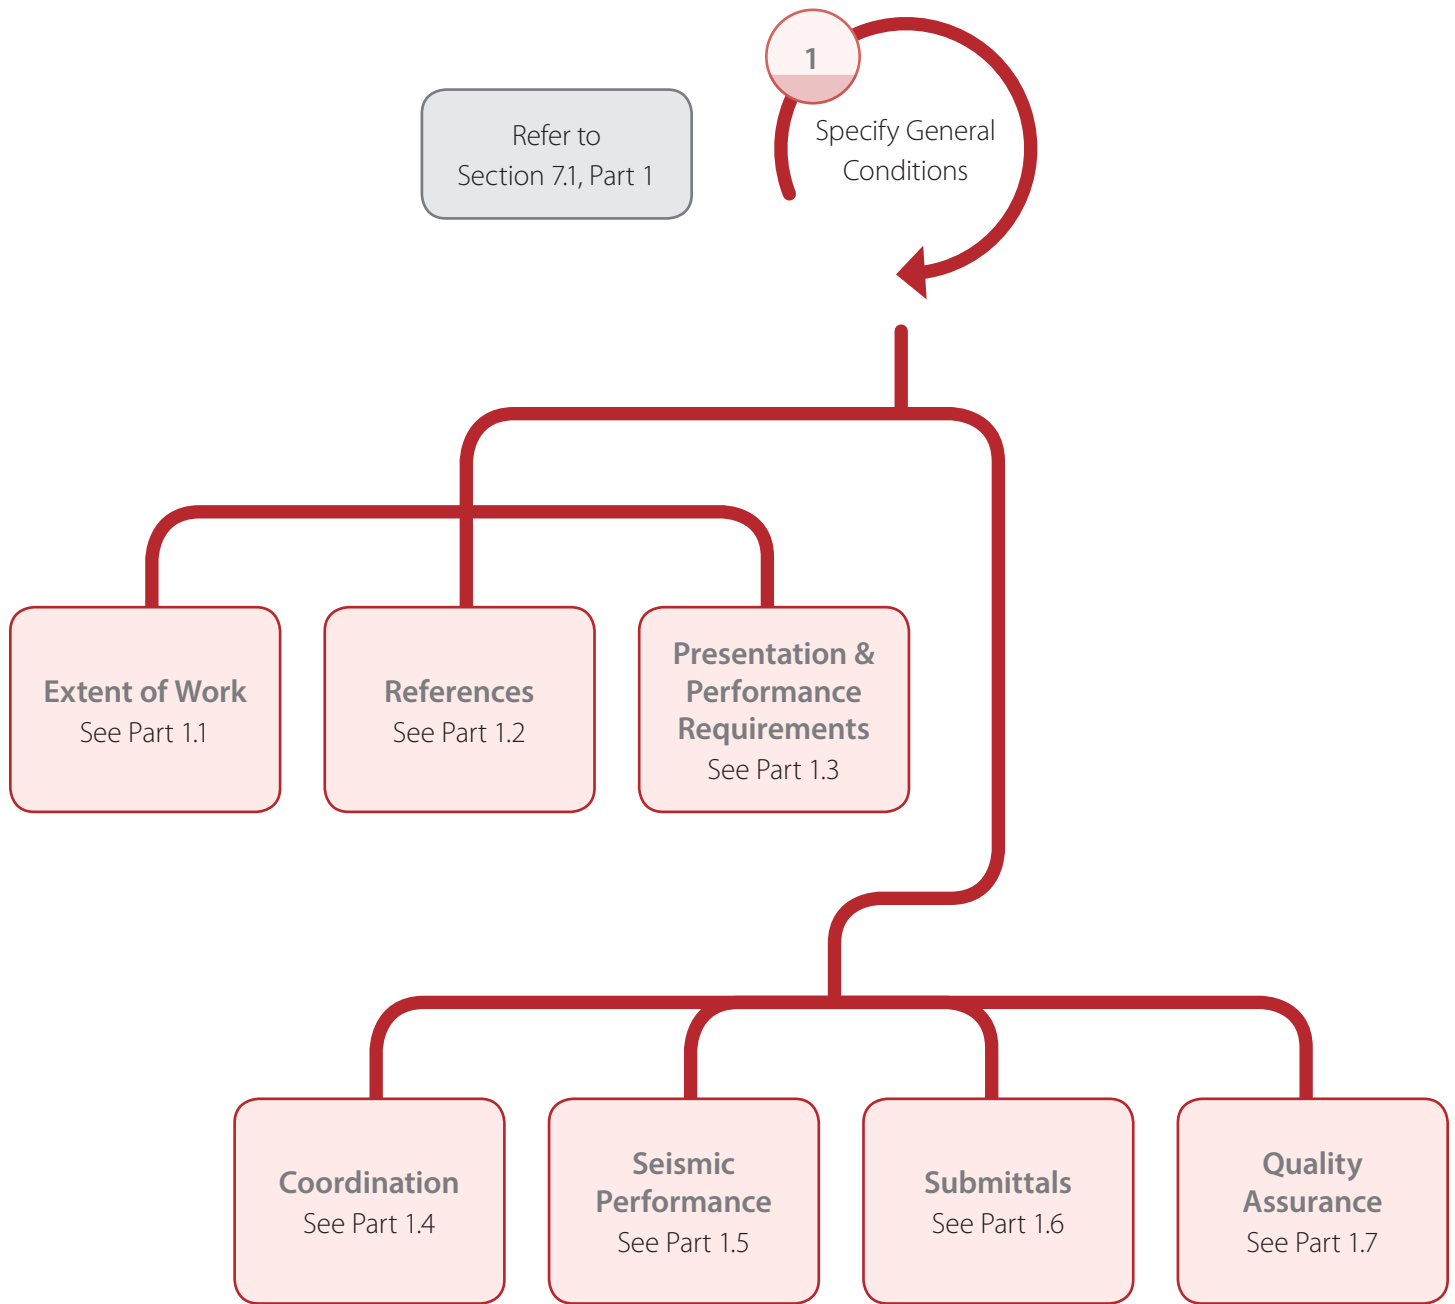 1
Specify General
Conditions
Refer to
Section 7.1, Part 1
Extent of Work
See Part 1.1
References
See Part 1.2
Presentation &
Performance
Requirements
See Part 1.3
Coordination
See Part 1.4
Seismic
Performance
See Part 1.5
Submittals
See Part 1.6
Quality
Assurance
See Part 1.7